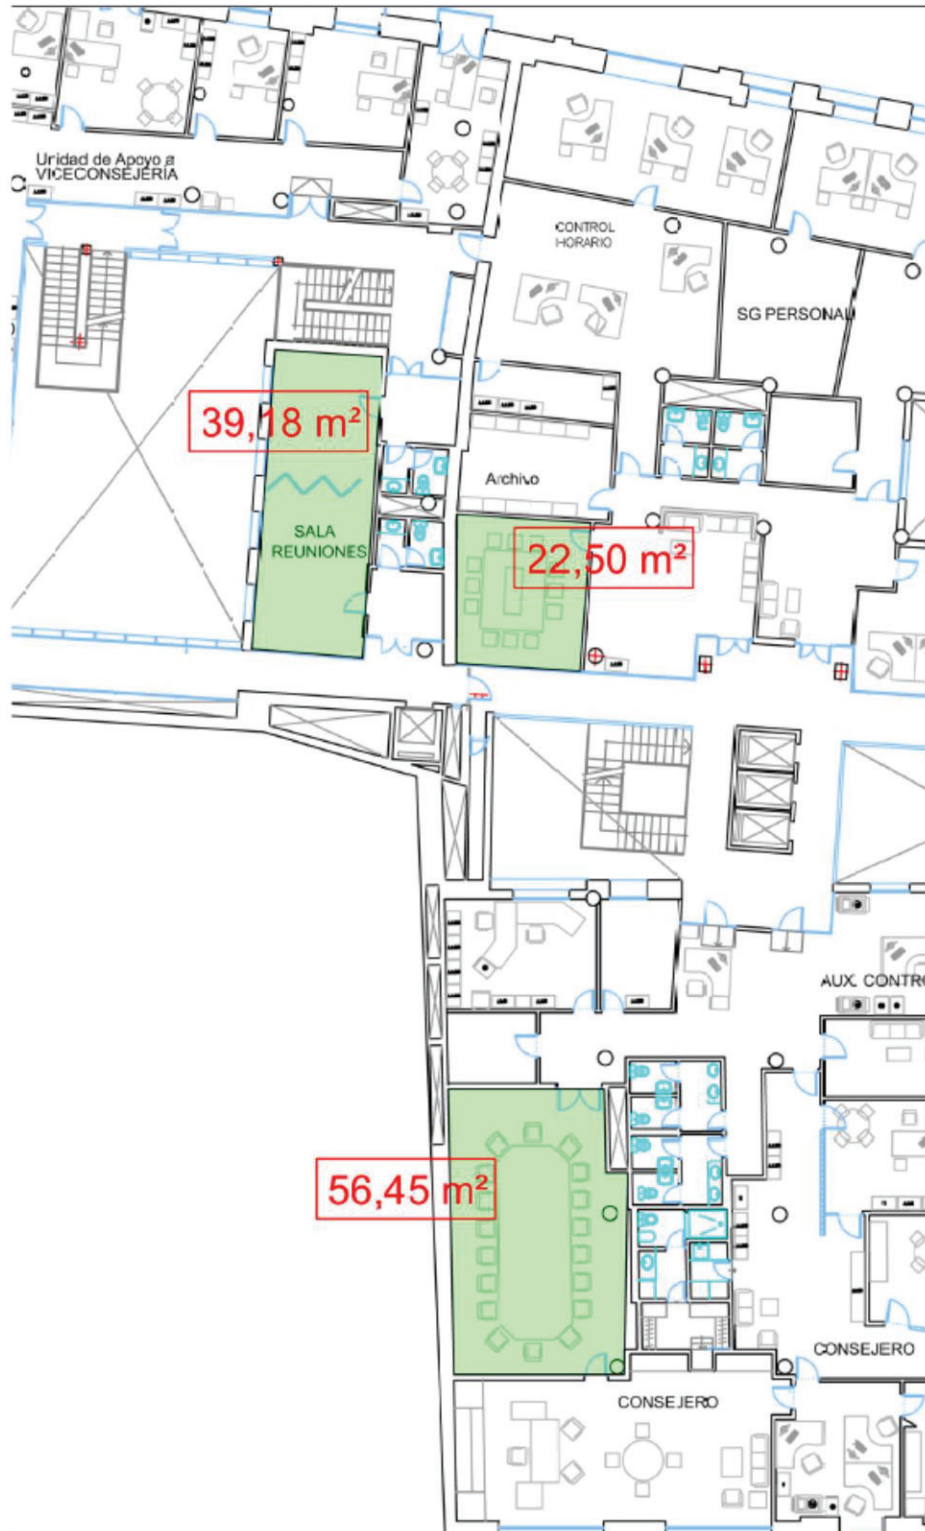 Unidad de Apoyo a
VICECONSEJERÍA
CONTROL
HORARIO
SG PERSONAL
39,18 m²
Archivo
SALA
REUNIONES
22,50 m²
AUX. CONTRO
56,45 m²
CONSEJERO
CONSEJERO